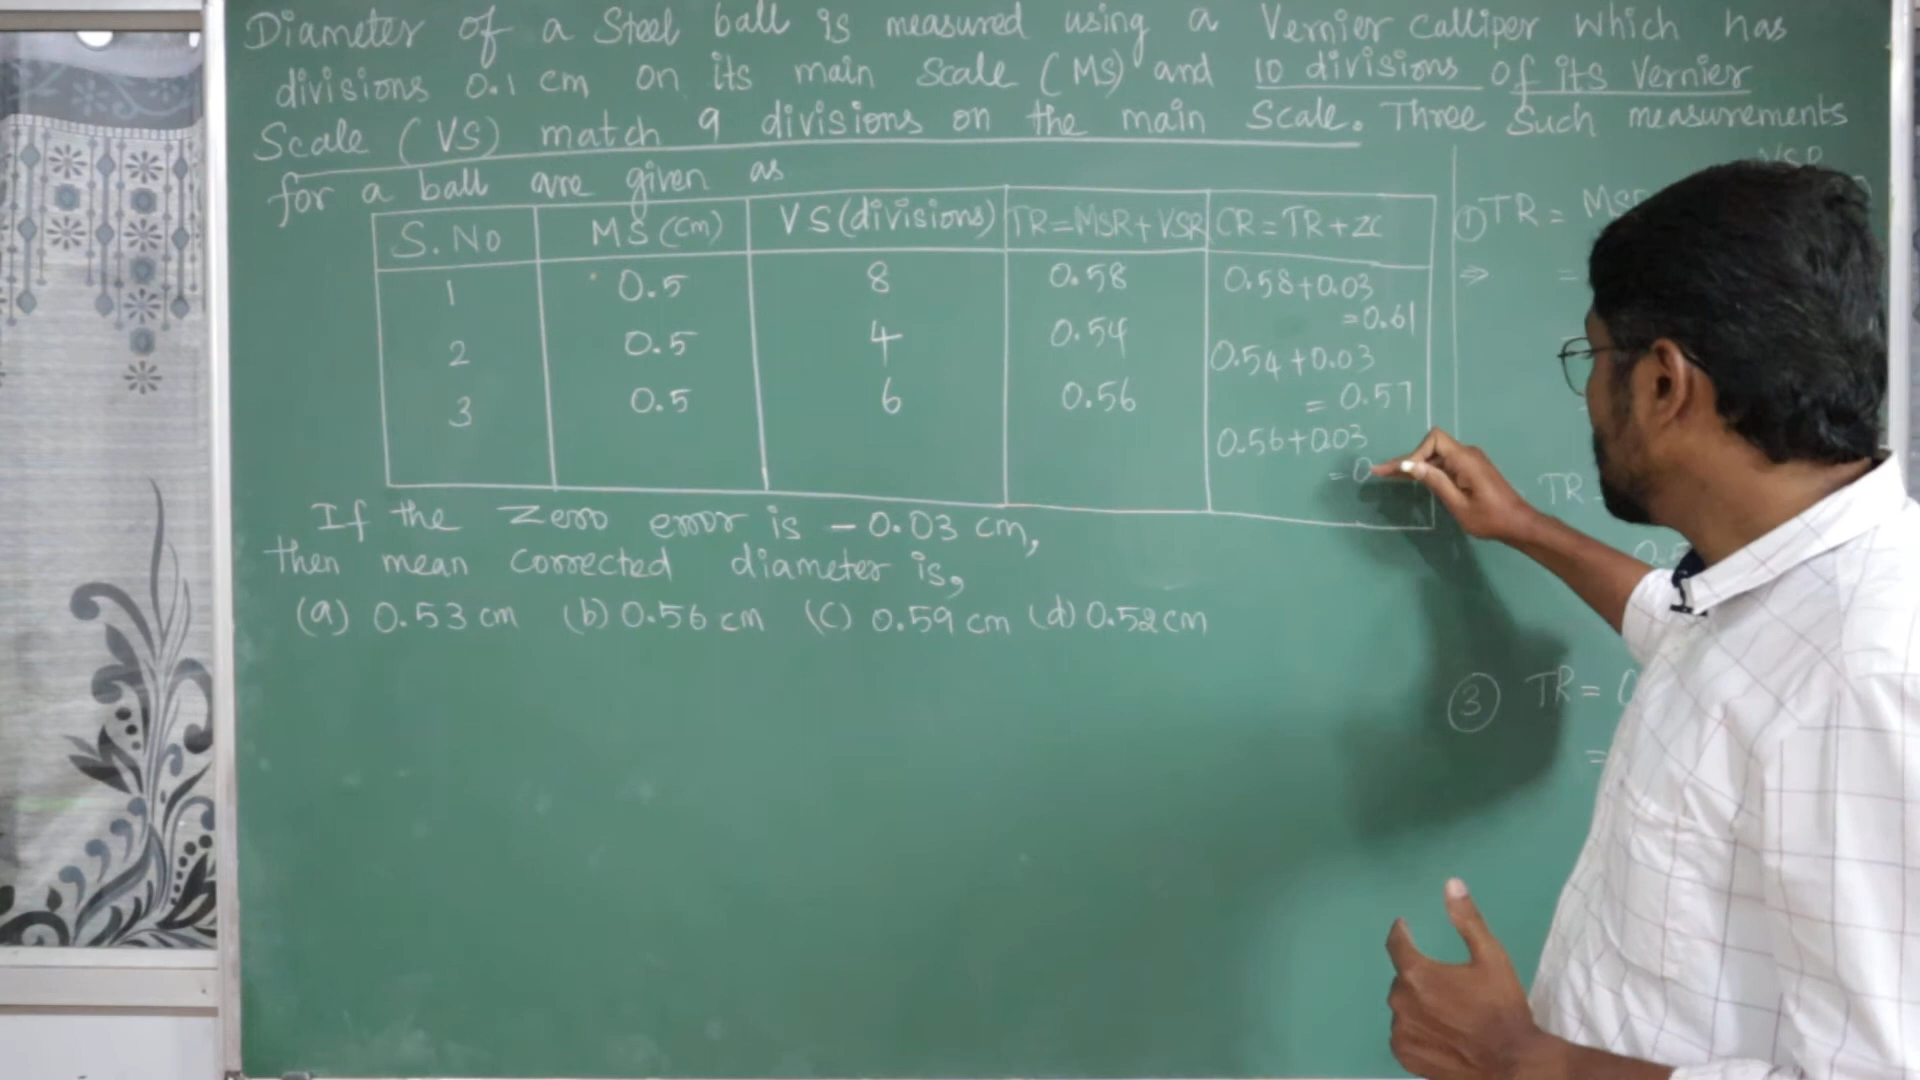 Diameter of a Steel ball is measured using a Vernier calliper which has
divisions 0.1 cm on its main Scale (MS) and 10 divisions of its Vernier
Scale (VS) match 9 divisions on the main Scale. Three Such measurements
for a ball are given as
S.No MS (Cm) VS (divisions) TR=MSR+VSR CR=TR+ZC
1 0.5 8 0.58 0.58+0.03
=0.61
2 0.5 4 0.54 0.54+0.03
= 0.57
3 0.5 6 0.56 0.56+0.03
=0
If the Zero error is -0.03 cm,
then mean corrected diameter is,
(a) 0.53 cm (b) 0.56 cm (c) 0.59 cm (d) 0.52 cm
VSR
① TR = MS
⇒ =
TR
③ TR = 0
=